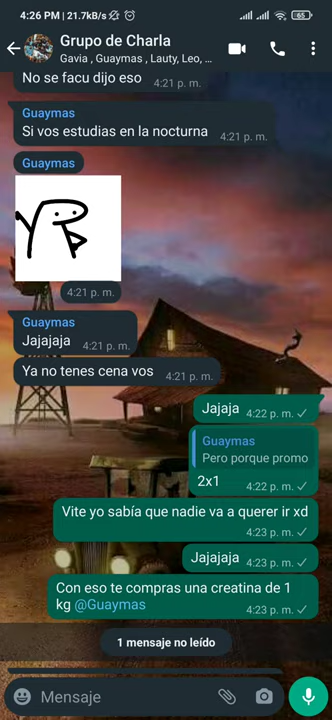 4:26 PM | 21.7kB/s
65
Grupo de Charla
Gavia , Guaymas , Lauty, Leo, ...
No se facu dijo eso 4:21 p. m.
Guaymas
Si vos estudias en la nocturna 4:21 p. m.
Guaymas
4:21 p. m.
Guaymas
Jajajaja 4:21 p. m.
Ya no tenes cena vos 4:21 p. m.
Jajaja 4:22 p. m.
Guaymas
Pero porque promo
2x1 4:22 p. m.
Vite yo sabía que nadie va a querer ir xd
4:23 p. m.
Jajajaja 4:23 p. m.
Con eso te compras una creatina de 1
kg @Guaymas 4:23 p. m.
1 mensaje no leído
Mensaje